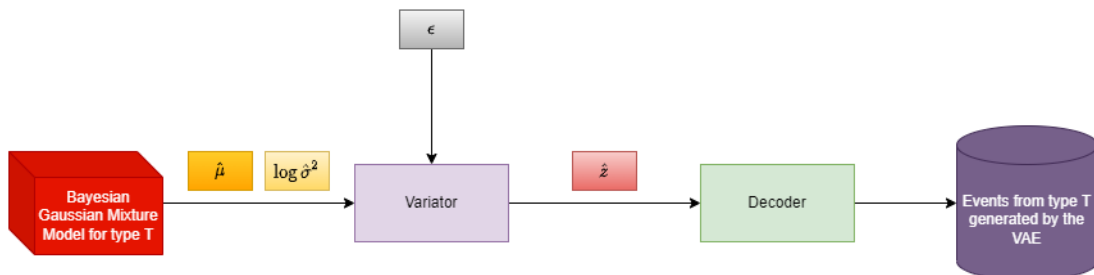 ϵ
Bayesian
Gaussian Mixture
Model for type T
μ̂
log σ̂²
Variator
ẑ
Decoder
Events from type T
generated by the
VAE